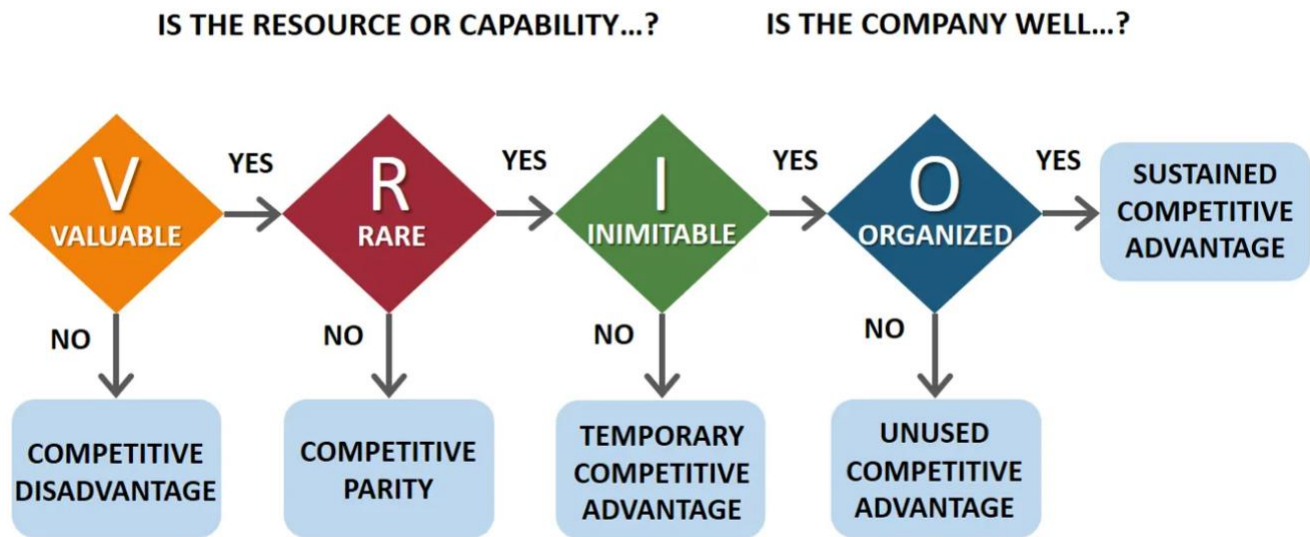 IS THE RESOURCE OR CAPABILITY...?
IS THE COMPANY WELL...?
V
VALUABLE
YES
R
RARE
YES
I
INIMITABLE
YES
O
ORGANIZED
YES
SUSTAINED
COMPETITIVE
ADVANTAGE
NO
NO
NO
NO
COMPETITIVE
DISADVANTAGE
COMPETITIVE
PARITY
TEMPORARY
COMPETITIVE
ADVANTAGE
UNUSED
COMPETITIVE
ADVANTAGE